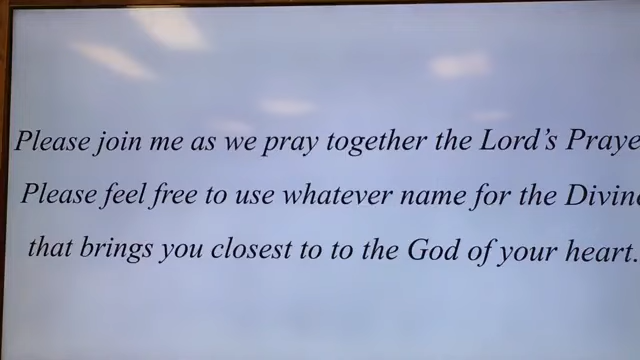 Please join me as we pray together the Lord's Praye
Please feel free to use whatever name for the Divine
that brings you closest to to the God of your heart.